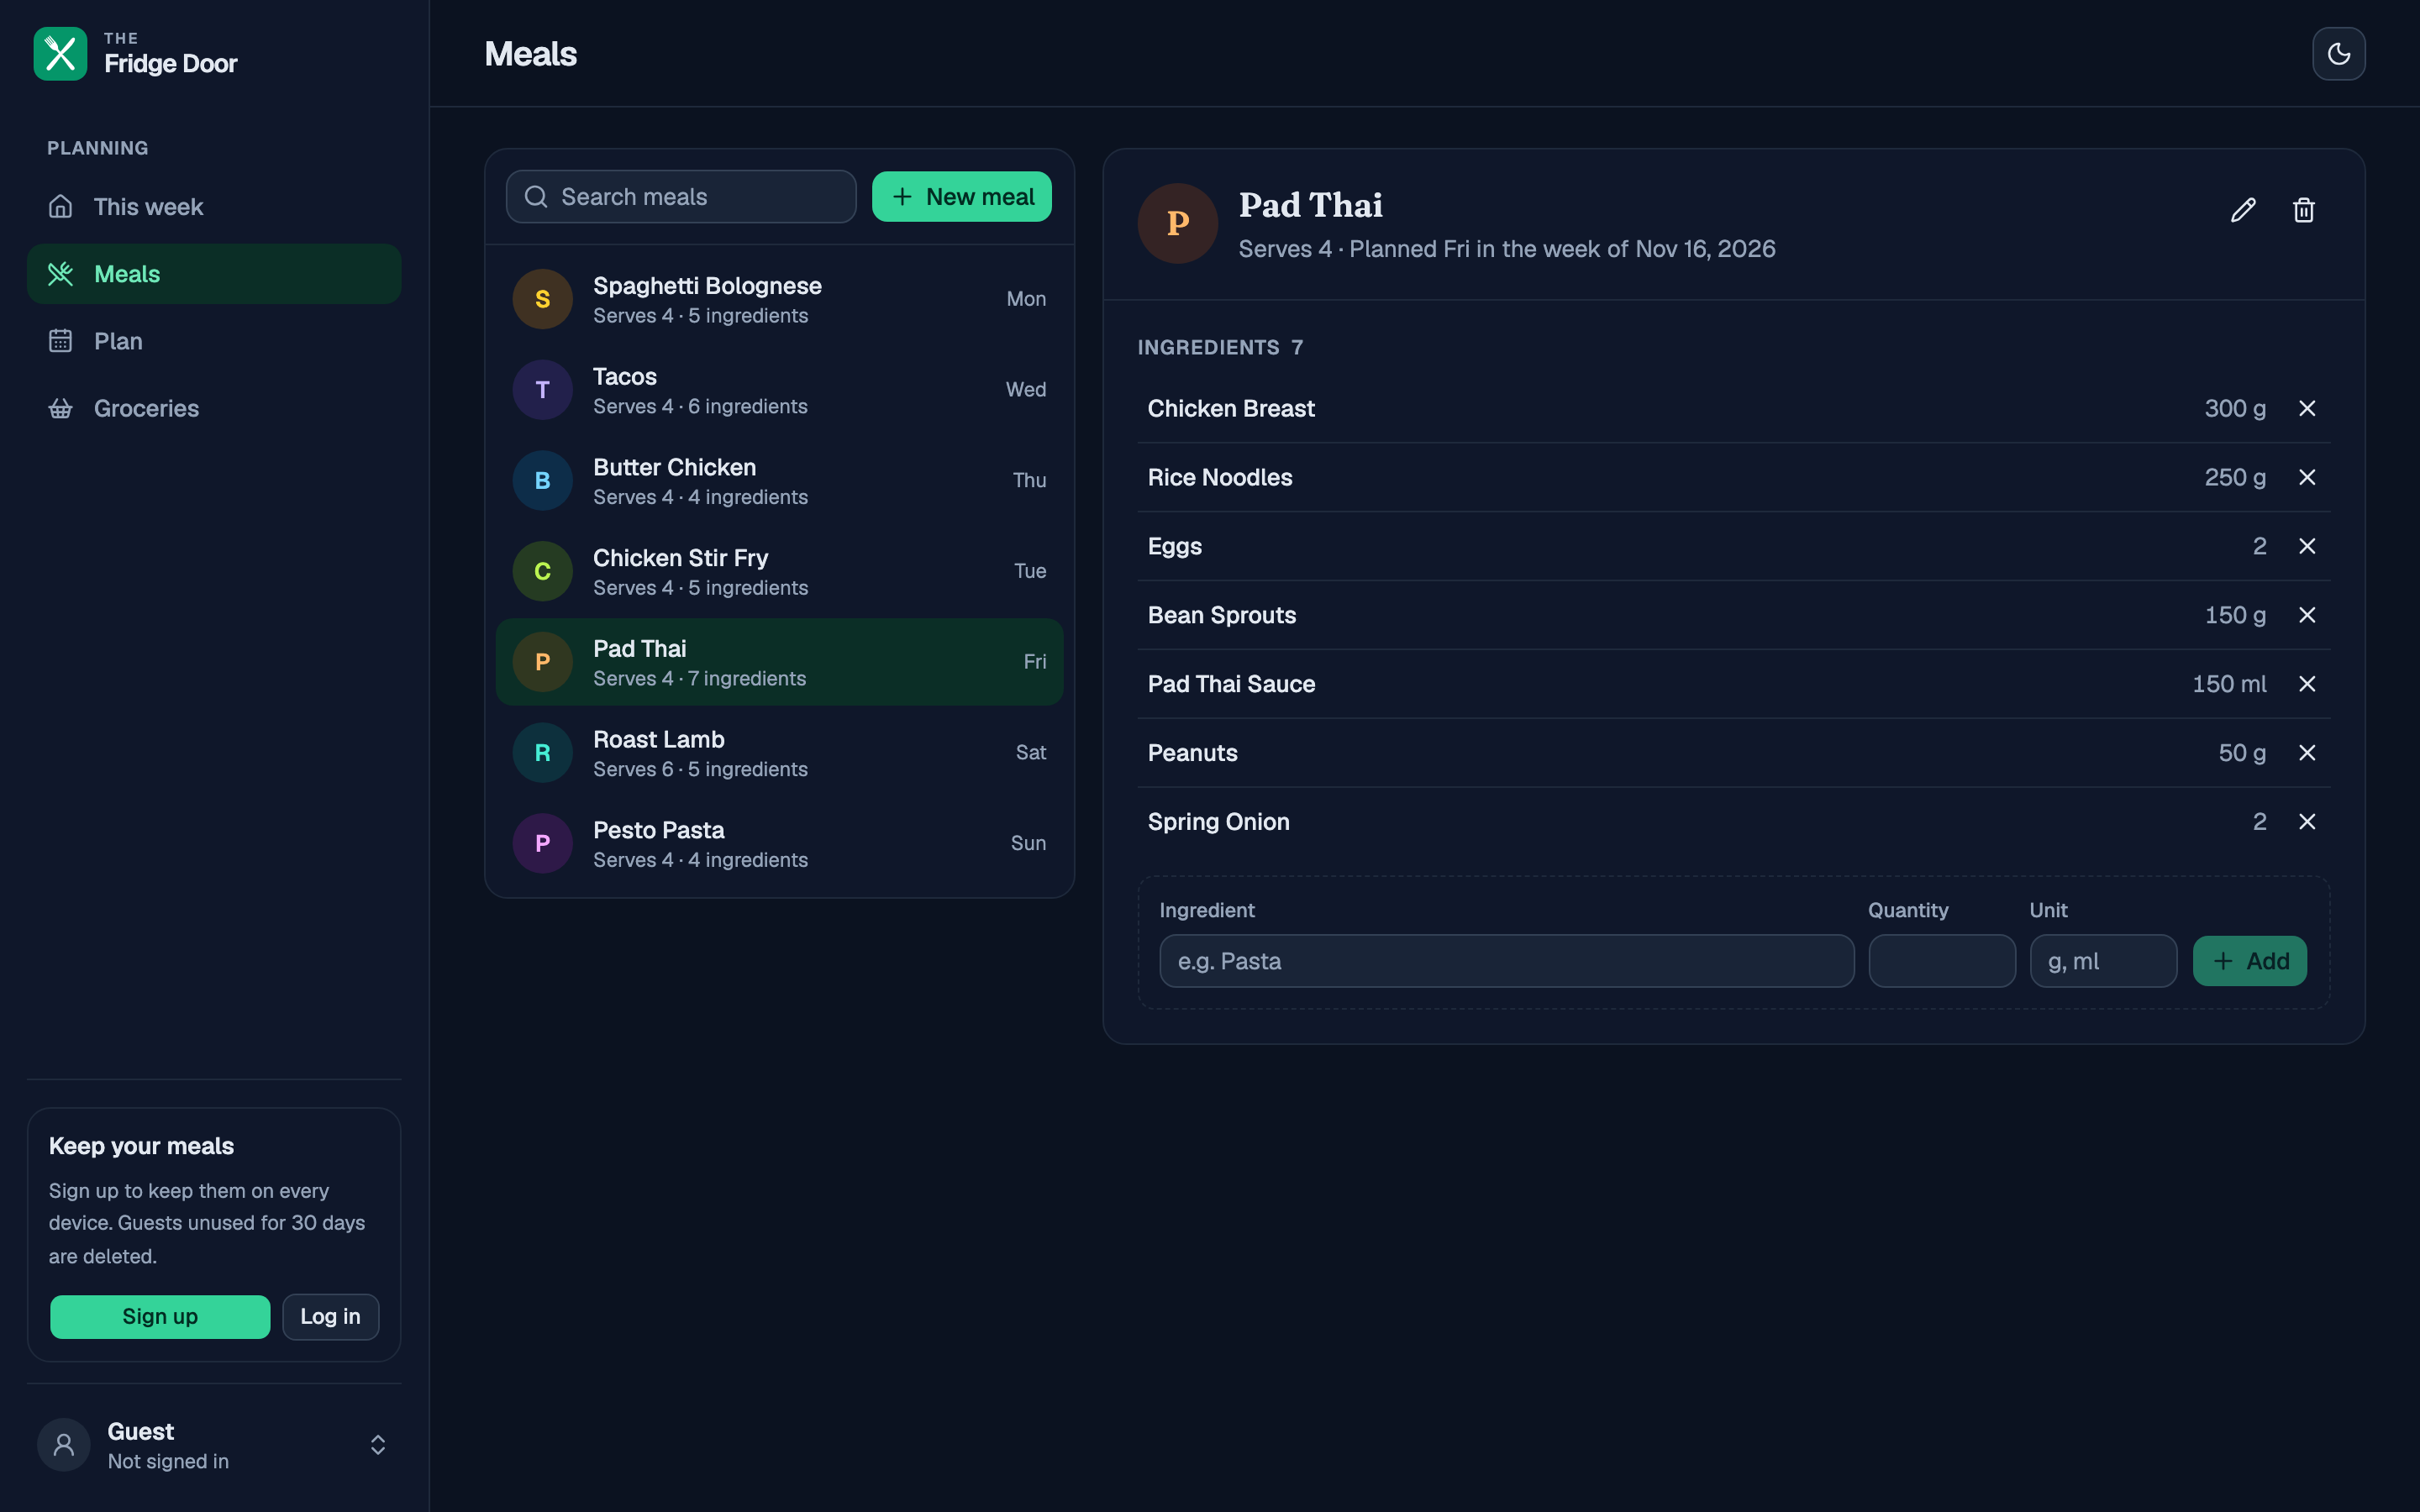 THE
Fridge Door
PLANNING
This week
Meals
Plan
Groceries
Keep your meals
Sign up to keep them on every
device. Guests unused for 30 days
are deleted.
Sign up
Log in
Guest
Not signed in
Meals
Search meals
New meal
S
Spaghetti Bolognese
Serves 4 · 5 ingredients
Mon
T
Tacos
Serves 4 · 6 ingredients
Wed
B
Butter Chicken
Serves 4 · 4 ingredients
Thu
C
Chicken Stir Fry
Serves 4 · 5 ingredients
Tue
P
Pad Thai
Serves 4 · 7 ingredients
Fri
R
Roast Lamb
Serves 6 · 5 ingredients
Sat
P
Pesto Pasta
Serves 4 · 4 ingredients
Sun
P
Pad Thai
Serves 4 · Planned Fri in the week of Nov 16, 2026
INGREDIENTS 7
Chicken Breast 300 g
Rice Noodles 250 g
Eggs 2
Bean Sprouts 150 g
Pad Thai Sauce 150 ml
Peanuts 50 g
Spring Onion 2
Ingredient Quantity Unit
e.g. Pasta g, ml Add